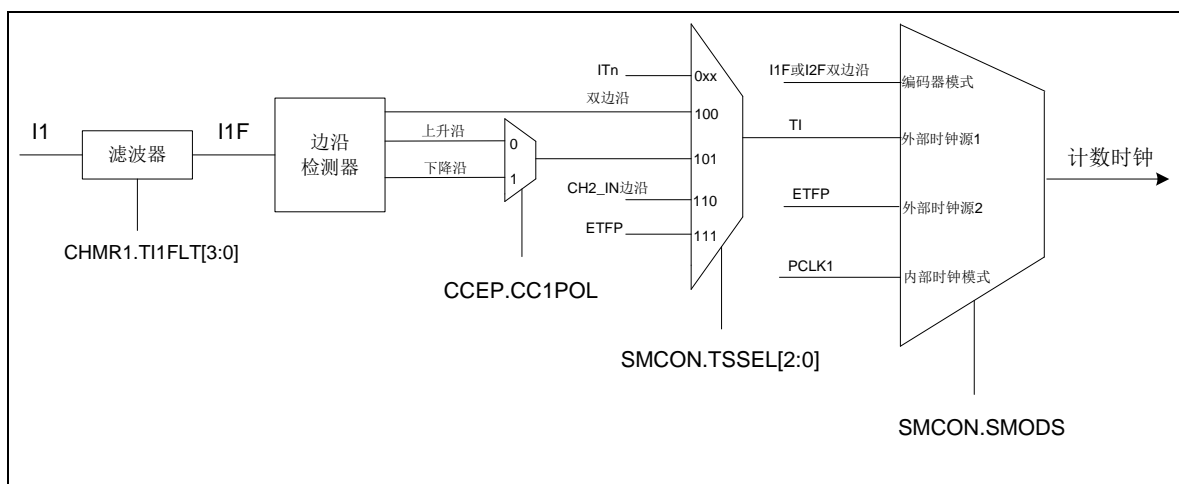 I1
滤波器
CHMR1.TI1FLT[3:0]
I1F
边沿
检测器
双边沿
上升沿
下降沿
0
1
CCEP.CC1POL
ITn
CH2_IN边沿
ETFP
0xx
100
101
110
111
SMCON.TSSEL[2:0]
I1F或I2F双边沿
TI
ETFP
PCLK1
编码器模式
外部时钟源1
外部时钟源2
内部时钟模式
SMCON.SMODS
计数时钟